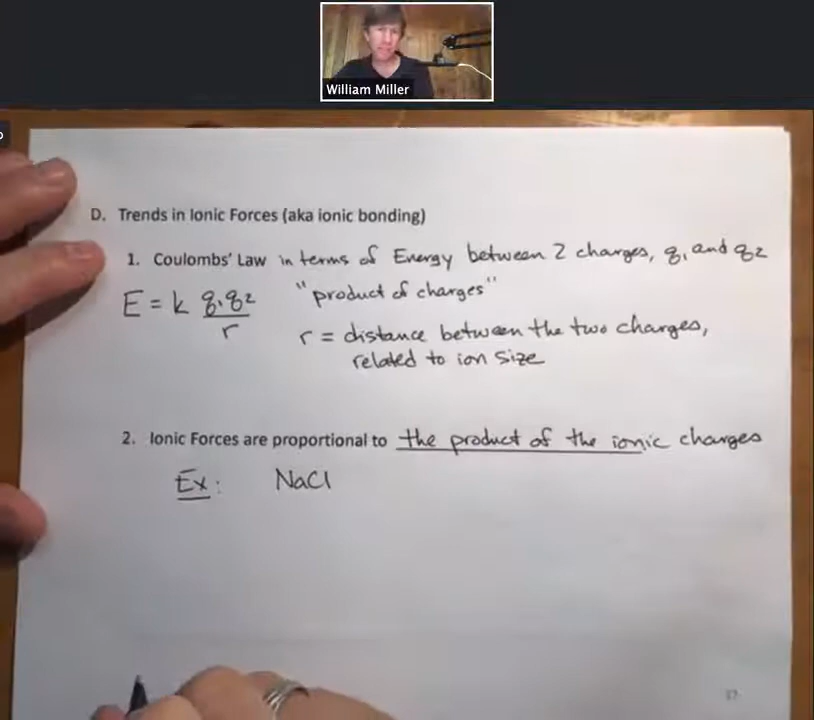 William Miller
D. Trends in Ionic Forces (aka ionic bonding)
1. Coulombs' Law in terms of Energy between 2 charges, q1 and q2
E = k q1·q2 / r "product of charges"
r = distance between the two charges,
related to ion size
2. Ionic Forces are proportional to the product of the ionic charges
Ex: NaCl